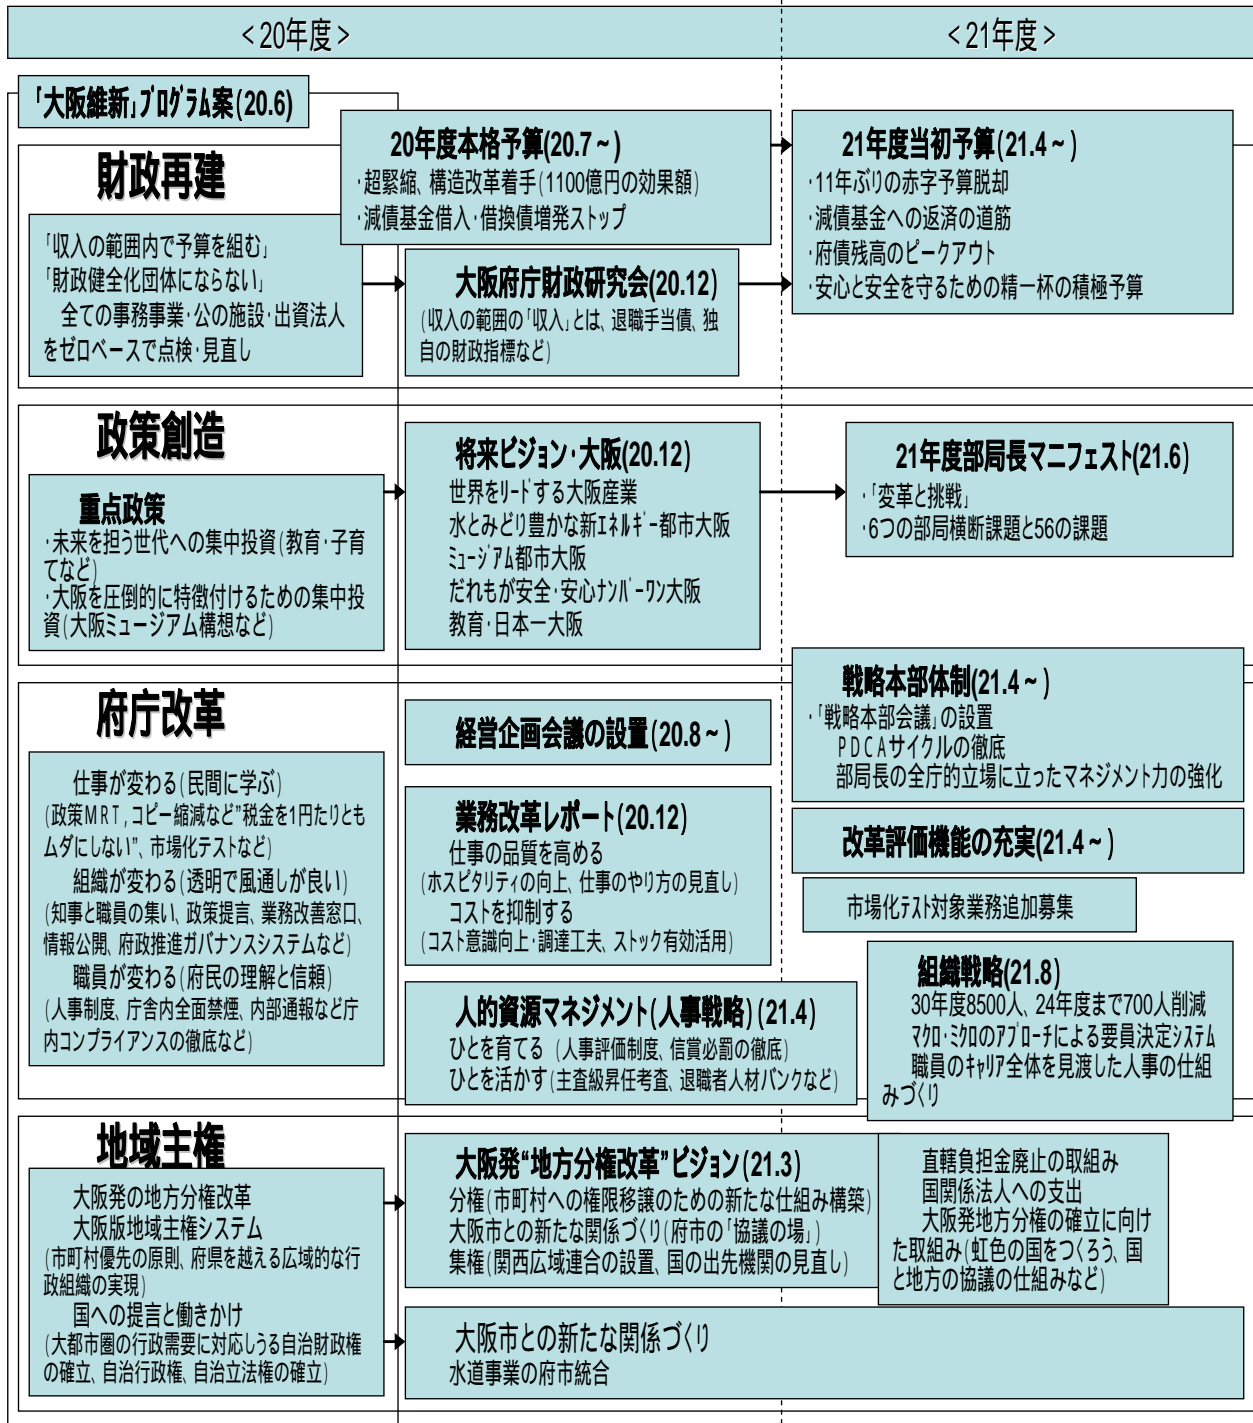 <20年度>
<21年度>
「大阪維新」プログラム案(20.6)
財政再建
「収入の範囲内で予算を組む」
「財政健全化団体にならない」
全ての事務事業・公の施設・出資法人
をゼロベースで点検・見直し
20年度本格予算(20.7～)
・超緊縮、構造改革着手(1100億円の効果額)
・減債基金借入・借換債増発ストップ
大阪府庁財政研究会(20.12)
(収入の範囲の「収入」とは、退職手当債、独
自の財政指標など)
21年度当初予算(21.4～)
・11年ぶりの赤字予算脱却
・減債基金への返済の道筋
・府債残高のピークアウト
・安心と安全を守るための精一杯の積極予算
政策創造
重点政策
・未来を担う世代への集中投資(教育・子育
てなど)
・大阪を圧倒的に特徴付けるための集中投
資(大阪ミュージアム構想など)
将来ビジョン・大阪(20.12)
世界をリードする大阪産業
水とみどり豊かな新エネルギー都市大阪
ミュージアム都市大阪
だれもが安全・安心ナンバーワン大阪
教育・日本一大阪
21年度部局長マニフェスト(21.6)
・「変革と挑戦」
・6つの部局横断課題と56の課題
府庁改革
仕事が変わる(民間に学ぶ)
(政策MRT,コピー縮減など”税金を1円たりとも
ムダにしない”、市場化テストなど)
組織が変わる(透明で風通しが良い)
(知事と職員の集い、政策提言、業務改善窓口、
情報公開、府政推進ガバナンスシステムなど)
職員が変わる(府民の理解と信頼)
(人事制度、庁舎内全面禁煙、内部通報など庁
内コンプライアンスの徹底など)
経営企画会議の設置(20.8～)
業務改革レポート(20.12)
仕事の品質を高める
(ホスピタリティの向上、仕事のやり方の見直し)
コストを抑制する
(コスト意識向上・調達工夫、ストック有効活用)
人的資源マネジメント(人事戦略)(21.4)
ひとを育てる (人事評価制度、信賞必罰の徹底)
ひとを活かす(主査級昇任考査、退職者人材バンクなど)
戦略本部体制(21.4～)
・「戦略本部会議」の設置
PDCAサイクルの徹底
部局長の全庁的立場に立ったマネジメント力の強化
改革評価機能の充実(21.4～)
市場化テスト対象業務追加募集
組織戦略(21.8)
30年度8500人、24年度まで700人削減
マクロ・ミクロのアプローチによる要員決定システム
職員のキャリア全体を見渡した人事の仕組
みづくり
地域主権
大阪発の地方分権改革
大阪版地域主権システム
(市町村優先の原則、府県を越える広域的な行
政組織の実現)
国への提言と働きかけ
(大都市圏の行政需要に対応しうる自治財政権
の確立、自治行政権、自治立法権の確立)
大阪発“地方分権改革”ビジョン(21.3)
分権(市町村への権限移譲のための新たな仕組み構築)
大阪市との新たな関係づくり(府市の「協議の場」)
集権(関西広域連合の設置、国の出先機関の見直し)
直轄負担金廃止の取組み
国関係法人への支出
大阪発地方分権の確立に向け
た取組み(虹色の国をつくろう、国
と地方の協議の仕組みなど)
大阪市との新たな関係づくり
水道事業の府市統合